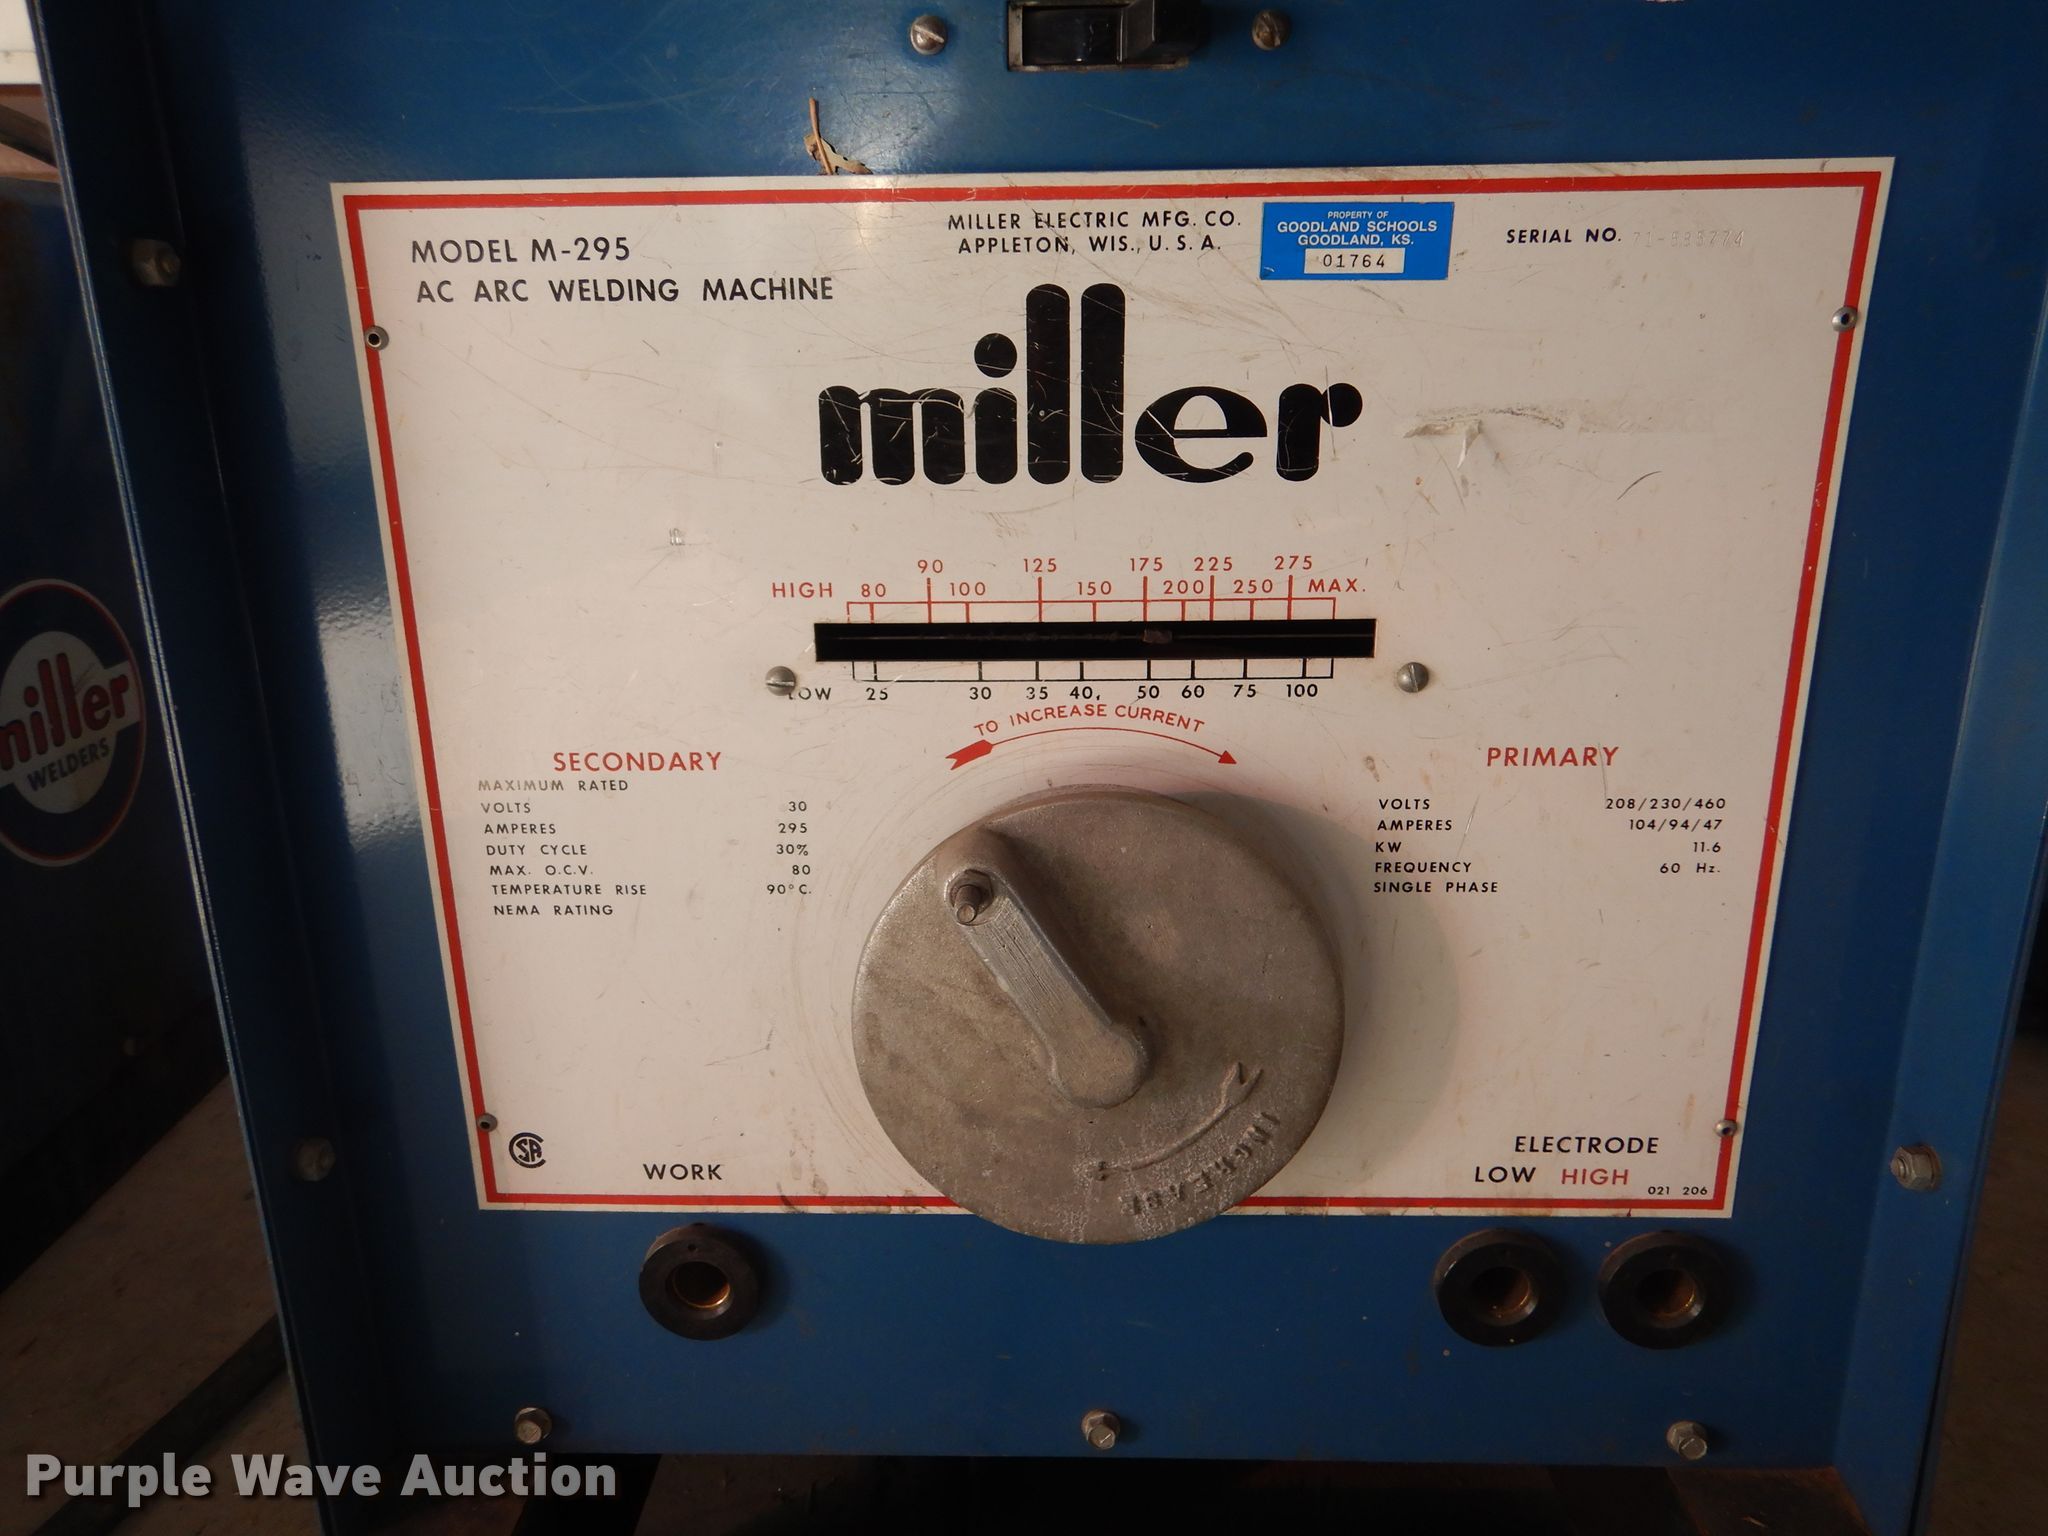 MODEL M-295
AC ARC WELDING MACHINE
MILLER ELECTRIC MFG. CO.
APPLETON, WIS., U. S. A.
PROPERTY OF
GOODLAND SCHOOLS
GOODLAND, KS.
01764
SERIAL NO.
miller
90 125 175 225 275
HIGH 80 100 150 200 250 MAX.
LOW 25 30 35 40 50 60 75 100
TO INCREASE CURRENT
SECONDARY
MAXIMUM RATED
VOLTS 30
AMPERES 295
DUTY CYCLE 30%
MAX. O.C.V. 80
TEMPERATURE RISE 90°C.
NEMA RATING
PRIMARY
VOLTS 208/230/460
AMPERES 104/94/47
KW 11.6
FREQUENCY 60 Hz.
SINGLE PHASE
miller
WELDERS
INCREASE
SA
WORK
ELECTRODE
LOW HIGH
021 206
Purple Wave Auction